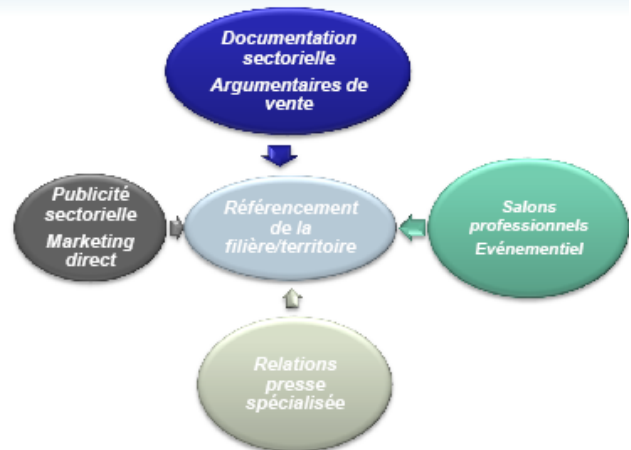 Documentation
sectorielle
Argumentaires de
vente
Publicité
sectorielle
Marketing
direct
Référencement
de la
filière/territoire
Salons
professionnels
Evénementiel
Relations
presse
spécialisée